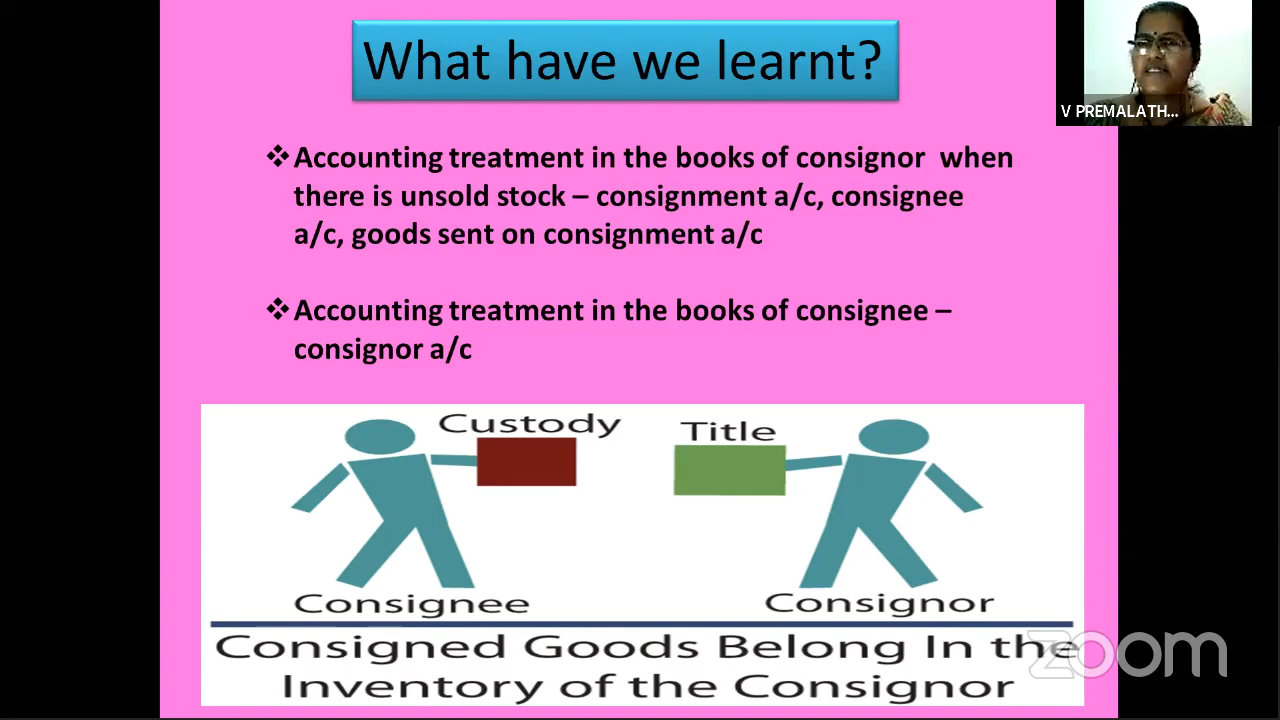 What have we learnt?
V PREMALATH...
❖Accounting treatment in the books of consignor when
there is unsold stock – consignment a/c, consignee
a/c, goods sent on consignment a/c
❖Accounting treatment in the books of consignee –
consignor a/c
Custody
Title
Consignee
Consignor
Consigned Goods Belong In the
Inventory of the Consignor
zoom